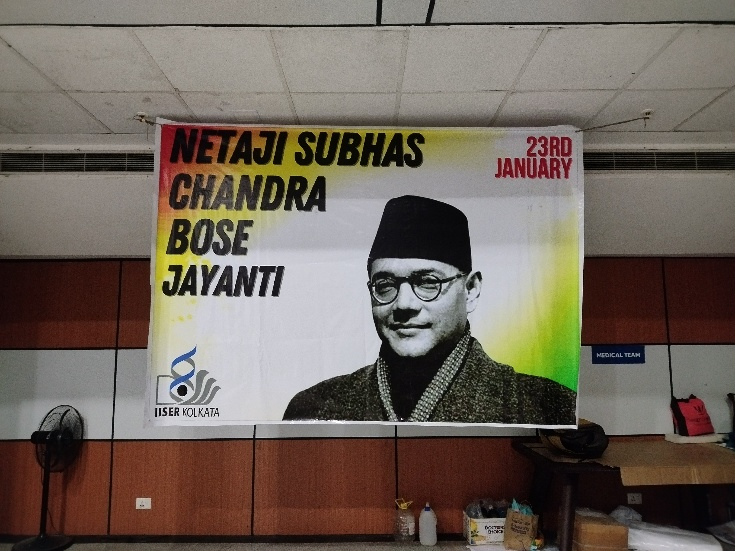 NETAJI SUBHAS
CHANDRA
BOSE
JAYANTI
23RD
JANUARY
IISER KOLKATA
MEDICAL TEAM